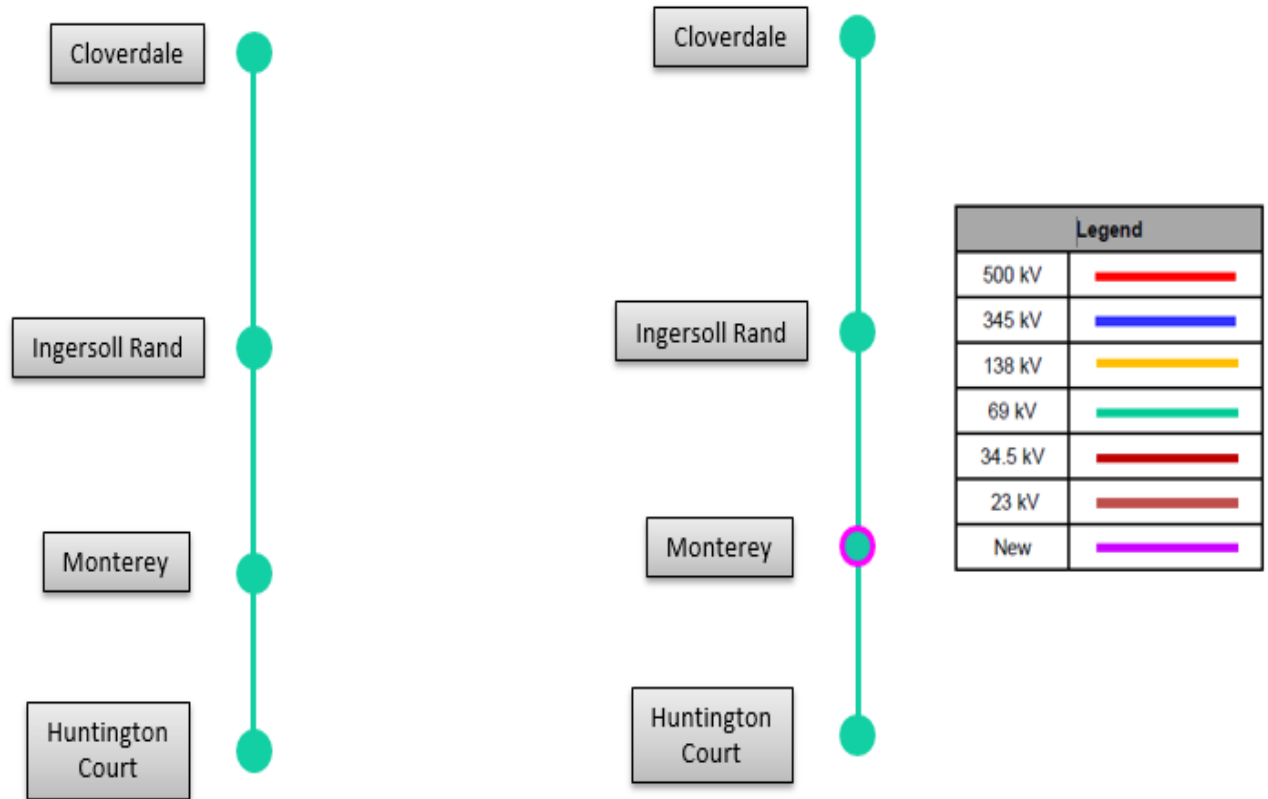 Cloverdale
Ingersoll Rand
Monterey
Huntington
Court
Cloverdale
Ingersoll Rand
Monterey
Huntington
Court
Legend
500 kV
345 kV
138 kV
69 kV
34.5 kV
23 kV
New